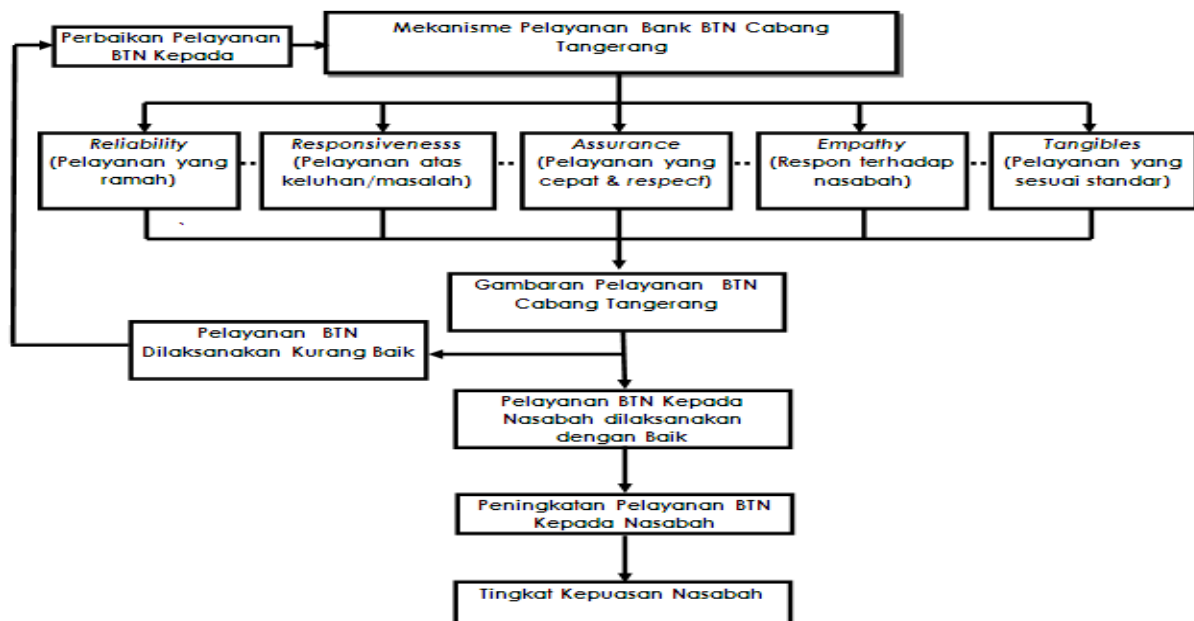 Perbaikan Pelayanan
BTN Kepada
Mekanisme Pelayanan Bank BTN Cabang
Tangerang
Reliability
(Pelayanan yang
ramah)
Responsivenesss
(Pelayanan atas
keluhan/masalah)
Assurance
(Pelayanan yang
cepat & respect)
Empathy
(Respon terhadap
nasabah)
Tangibles
(Pelayanan yang
sesuai standar)
Gambaran Pelayanan BTN
Cabang Tangerang
Pelayanan BTN
Dilaksanakan Kurang Baik
Pelayanan BTN Kepada
Nasabah dilaksanakan
dengan Baik
Peningkatan Pelayanan BTN
Kepada Nasabah
Tingkat Kepuasan Nasabah